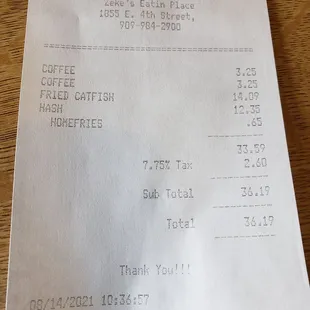 Zeke's Eatin Place
1855 E. 4th Street,
909-984-2900
COFFEE 3.25
COFFEE 3.25
FRIED CATFISH 14.09
HASH 12.35
HOMEFRIES .65
33.59
7.75% Tax 2.60
Sub Total 36.19
Total 36.19
Thank You!!!
08/14/2021 10:36:57